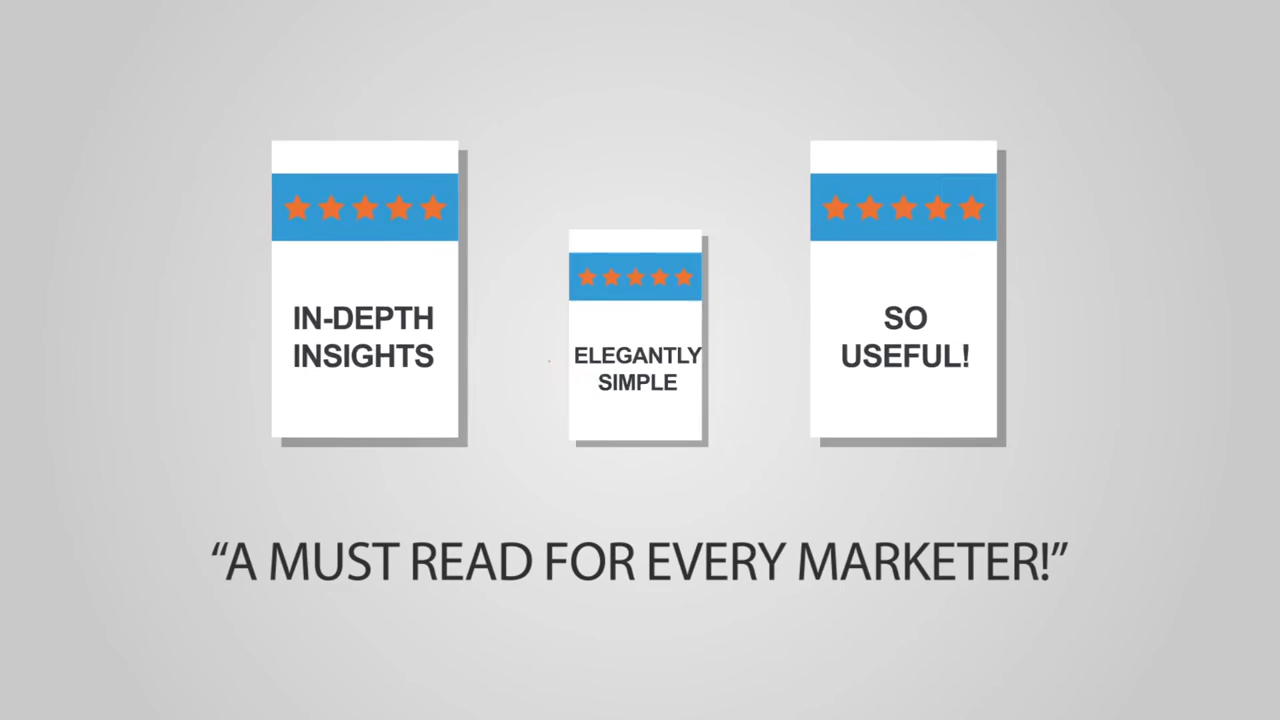 IN-DEPTH
INSIGHTS
ELEGANTLY
SIMPLE
SO
USEFUL!
“A MUST READ FOR EVERY MARKETER!”